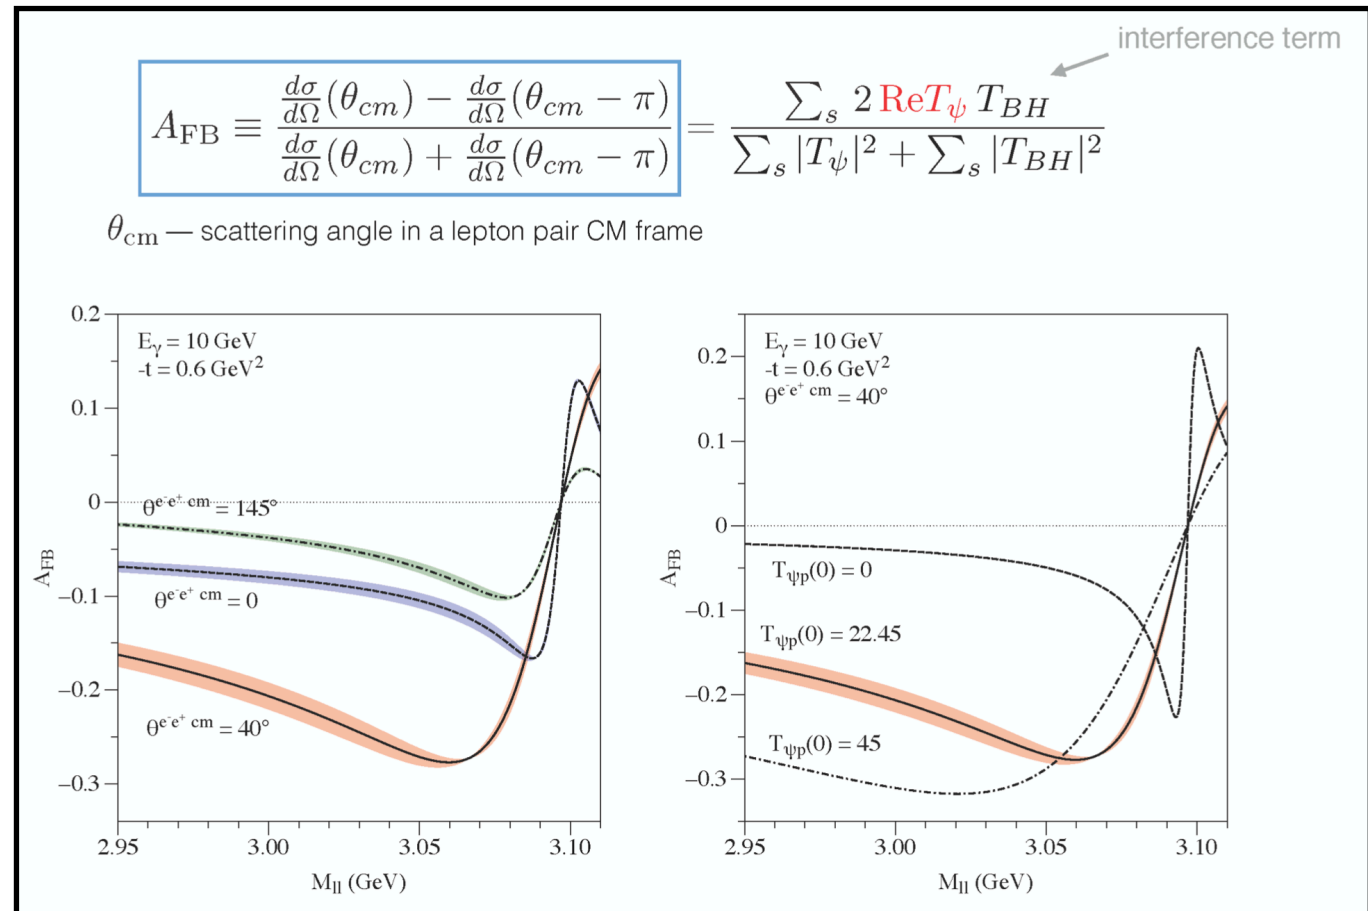 interference term
A_FB ≡ (dσ/dΩ(θ_cm) − dσ/dΩ(θ_cm − π)) / (dσ/dΩ(θ_cm) + dσ/dΩ(θ_cm − π)) = (∑_s 2 ReT_ψ T_BH) / (∑_s |T_ψ|² + ∑_s |T_BH|²)
θ_cm — scattering angle in a lepton pair CM frame
E_γ = 10 GeV
-t = 0.6 GeV²
θ^{e⁻e⁺ cm} = 145°
θ^{e⁻e⁺ cm} = 0
θ^{e⁻e⁺ cm} = 40°
0.2
0.1
0
−0.1
−0.2
−0.3
A_FB
2.95 3.00 3.05 3.10
M_ll (GeV)
E_γ = 10 GeV
-t = 0.6 GeV²
θ^{e⁻e⁺ cm} = 40°
T_ψp(0) = 0
T_ψp(0) = 22.45
T_ψp(0) = 45
0.2
0.1
0
−0.1
−0.2
−0.3
A_FB
2.95 3.00 3.05 3.10
M_ll (GeV)